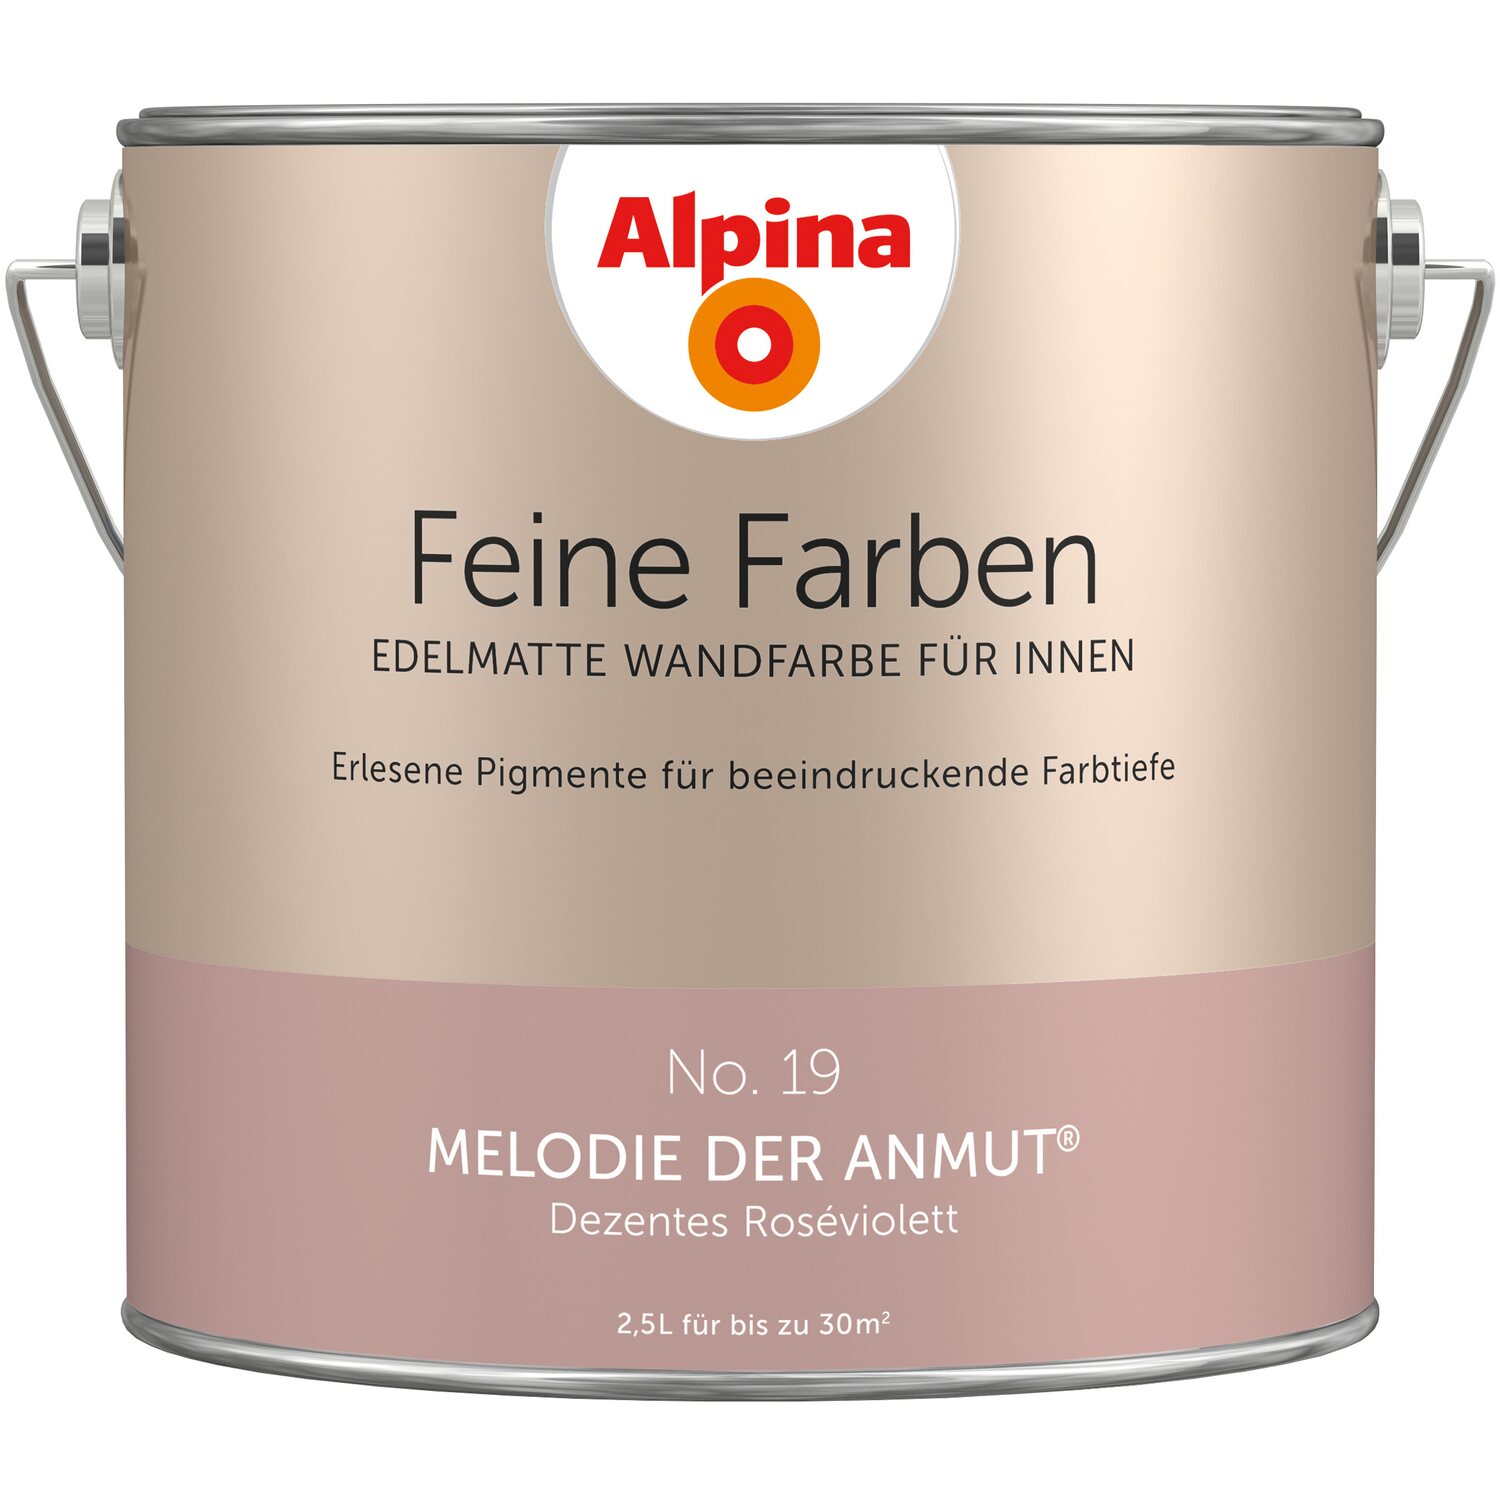 Alpina
Feine Farben
EDELMATTE WANDFARBE FÜR INNEN
Erlesene Pigmente für beeindruckende Farbtiefe
No. 19
MELODIE DER ANMUT®
Dezentes Roséviolett
2,5L für bis zu 30m²